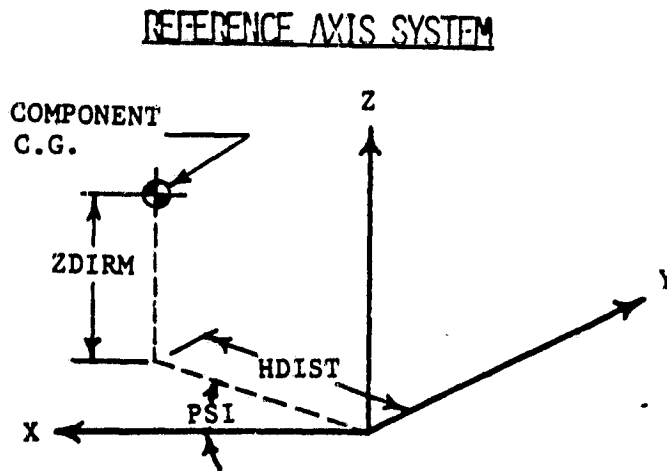 REFERENCE AXIS SYSTEM
COMPONENT
C.G.
Z
ZDIRM
Y
HDIST
PSI
X